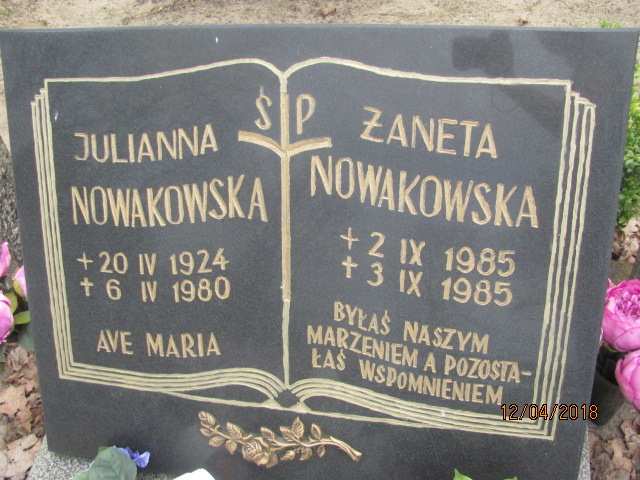 Ś P
JULIANNA
NOWAKOWSKA
+ 20 IV 1924
✝ 6 IV 1980
AVE MARIA
ŻANETA
NOWAKOWSKA
+ 2 IX 1985
✝ 3 IX 1985
BYŁAŚ NASZYM
MARZENIEM A POZOSTA-
ŁAŚ WSPOMNIENIEM
12/04/2018